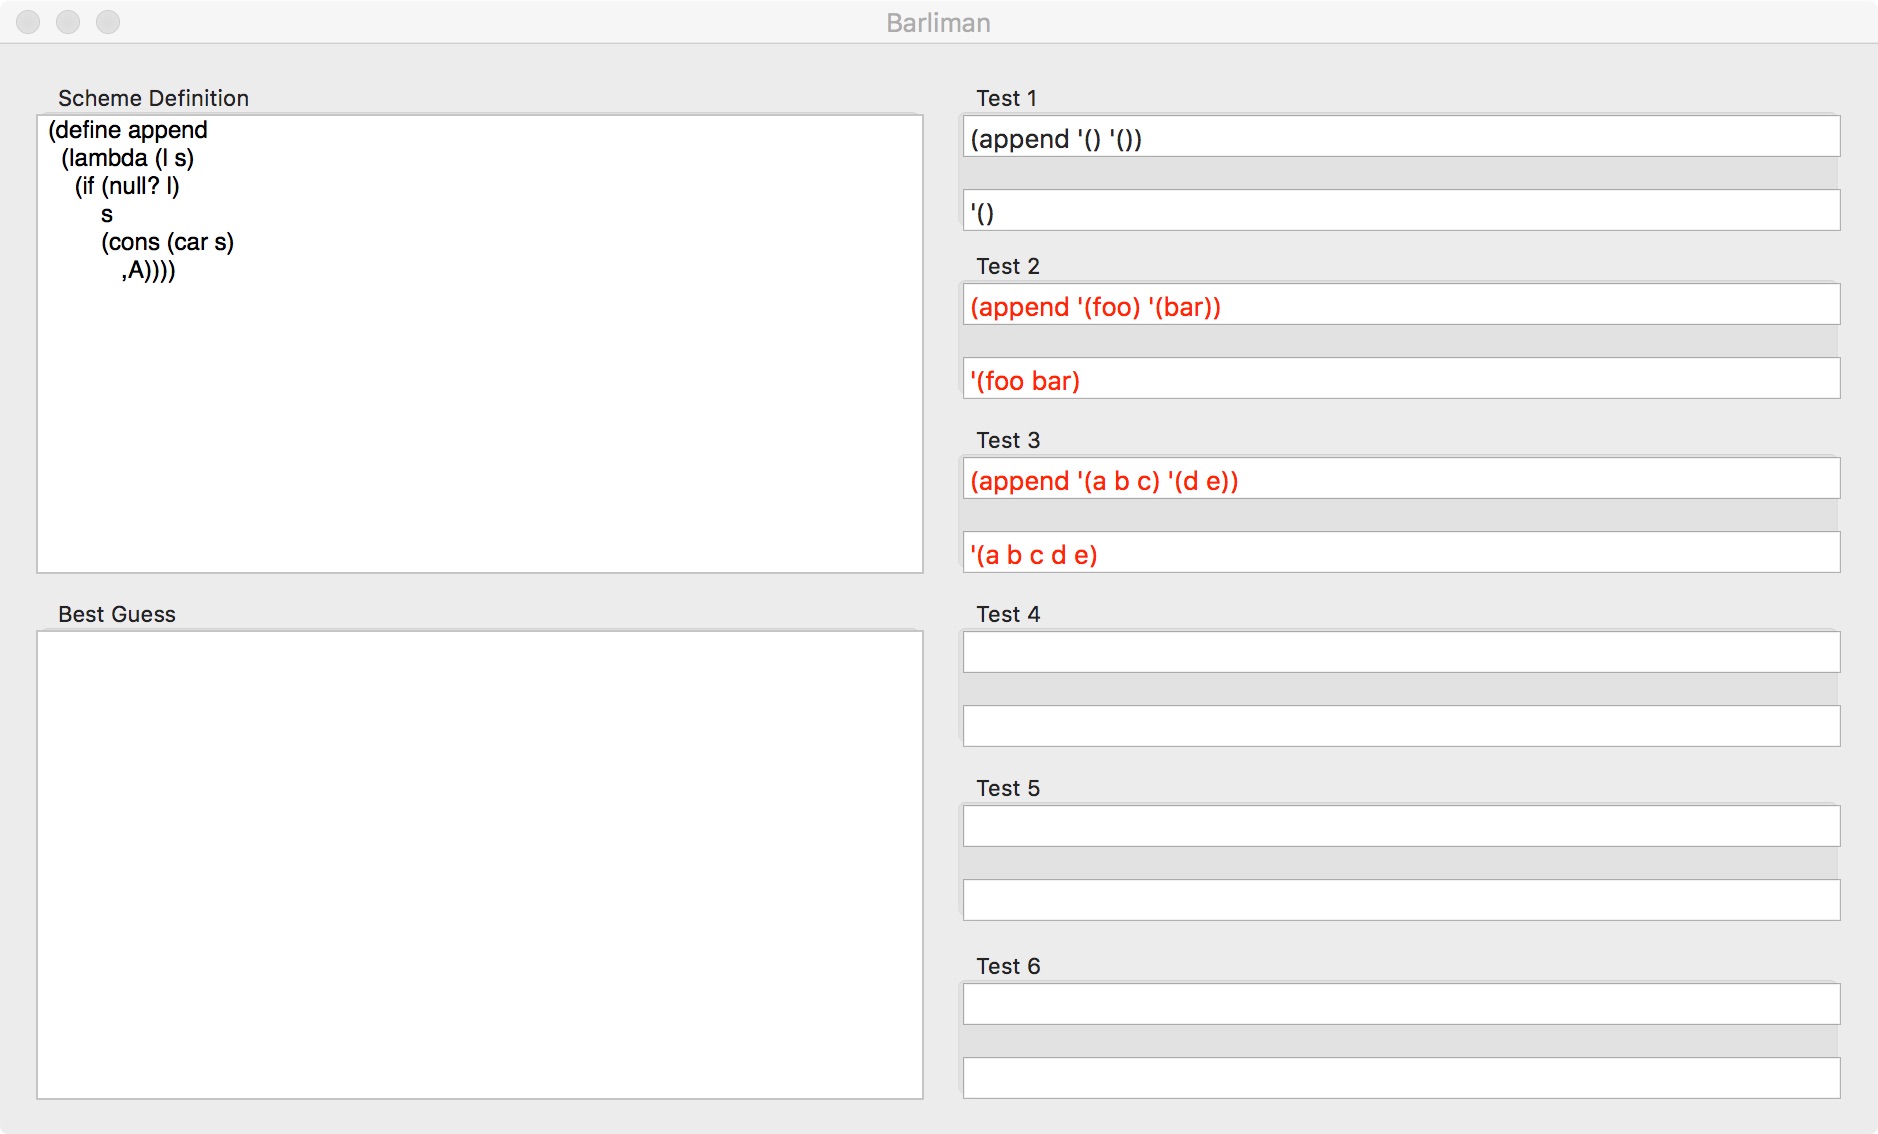 Barliman
Scheme Definition
(define append
(lambda (l s)
(if (null? l)
s
(cons (car s)
,A))))
Best Guess
Test 1
(append '() '())
'()
Test 2
(append '(foo) '(bar))
'(foo bar)
Test 3
(append '(a b c) '(d e))
'(a b c d e)
Test 4
Test 5
Test 6